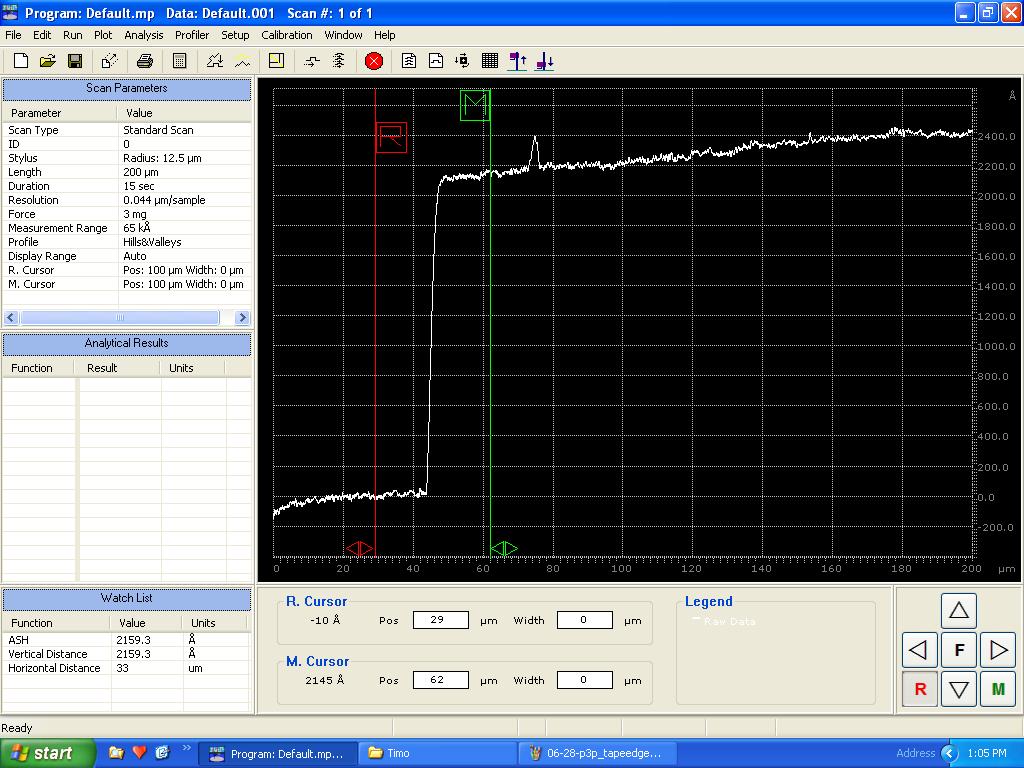 Program: Default.mp Data: Default.001 Scan #: 1 of 1
File Edit Run Plot Analysis Profiler Setup Calibration Window Help
Scan Parameters
Parameter Value
Scan Type Standard Scan
ID 0
Stylus Radius: 12.5 µm
Length 200 µm
Duration 15 sec
Resolution 0.044 µm/sample
Force 3 mg
Measurement Range 65 kÅ
Profile Hills&Valleys
Display Range Auto
R. Cursor Pos: 100 µm Width: 0 µm
M. Cursor Pos: 100 µm Width: 0 µm
Analytical Results
Function Result Units
Watch List
Function Value Units
ASH 2159.3 Å
Vertical Distance 2159.3 Å
Horizontal Distance 33 um
R
M
Å
2400.0
2200.0
2000.0
1800.0
1600.0
1400.0
1200.0
1000.0
800.0
600.0
400.0
200.0
0.0
-200.0
0 20 40 60 80 100 120 140 160 180 200 µm
R. Cursor
-10 Å Pos 29 µm Width 0 µm
M. Cursor
2145 Å Pos 62 µm Width 0 µm
Legend
Raw Data
F
R M
Ready
start Program: Default.mp... Timo 06-28-p3p_tapeedge... Address 1:05 PM